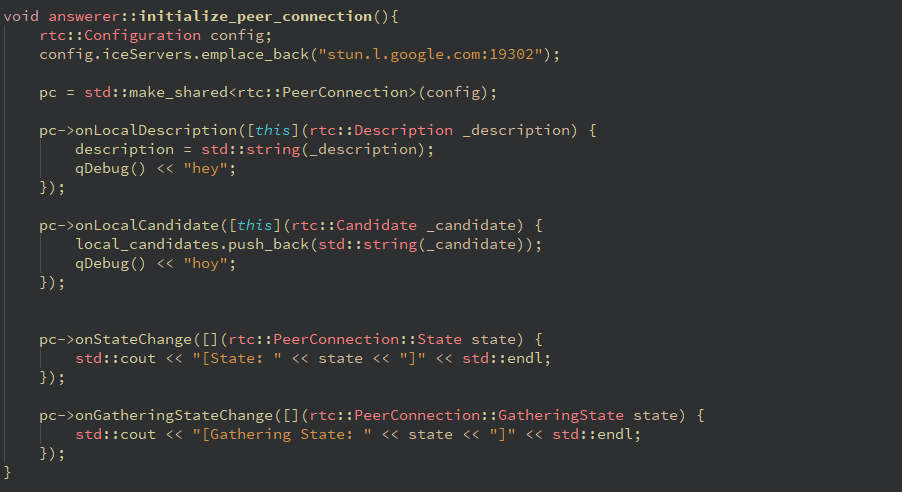 void answerer::initialize_peer_connection(){
    rtc::Configuration config;
    config.iceServers.emplace_back("stun.l.google.com:19302");

    pc = std::make_shared<rtc::PeerConnection>(config);

    pc->onLocalDescription([this](rtc::Description _description) {
        description = std::string(_description);
        qDebug() << "hey";
    });

    pc->onLocalCandidate([this](rtc::Candidate _candidate) {
        local_candidates.push_back(std::string(_candidate));
        qDebug() << "hoy";
    });


    pc->onStateChange([](rtc::PeerConnection::State state) {
        std::cout << "[State: " << state << "]" << std::endl;
    });

    pc->onGatheringStateChange([](rtc::PeerConnection::GatheringState state) {
        std::cout << "[Gathering State: " << state << "]" << std::endl;
    });
}